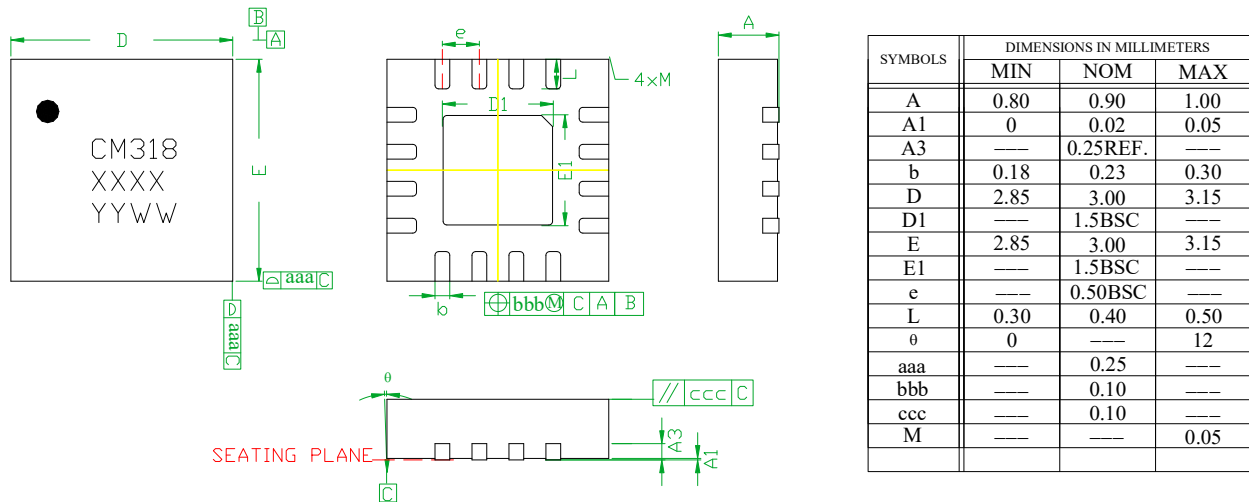 B
A
D
CM318
XXXX
YYWW
E
⌓ aaa C
⌓ aaa C
e
L
4xM
D1
E1
b
⌖ bbbⓂ C A B
A
θ
// ccc C
A3
A1
SEATING PLANE
C
SYMBOLS DIMENSIONS IN MILLIMETERS
MIN NOM MAX
A 0.80 0.90 1.00
A1 0 0.02 0.05
A3 --- 0.25REF. ---
b 0.18 0.23 0.30
D 2.85 3.00 3.15
D1 --- 1.5BSC ---
E 2.85 3.00 3.15
E1 --- 1.5BSC ---
e --- 0.50BSC ---
L 0.30 0.40 0.50
θ 0 --- 12
aaa --- 0.25 ---
bbb --- 0.10 ---
ccc --- 0.10 ---
M --- --- 0.05